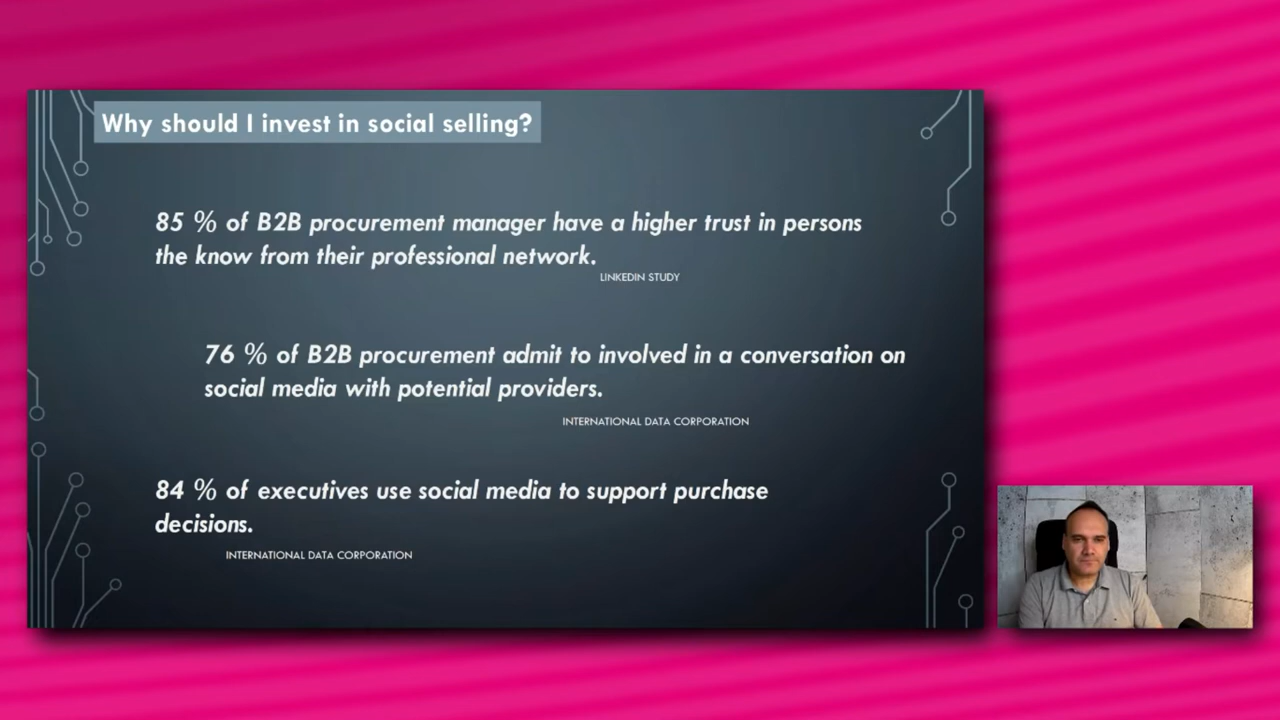 Why should I invest in social selling?
85 % of B2B procurement manager have a higher trust in persons
the know from their professional network.
LINKEDIN STUDY
76 % of B2B procurement admit to involved in a conversation on
social media with potential providers.
INTERNATIONAL DATA CORPORATION
84 % of executives use social media to support purchase
decisions.
INTERNATIONAL DATA CORPORATION